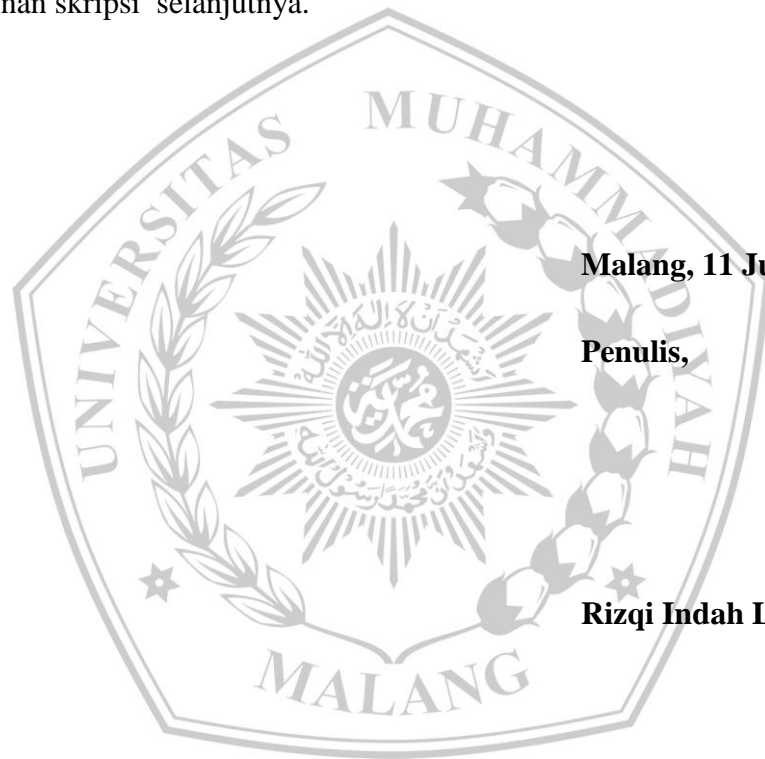 nan skripsi selanjutnya.
UNIVERSITAS MUHAMMADIYAH
MALANG
Malang, 11 Ju
Penulis,
Rizqi Indah L